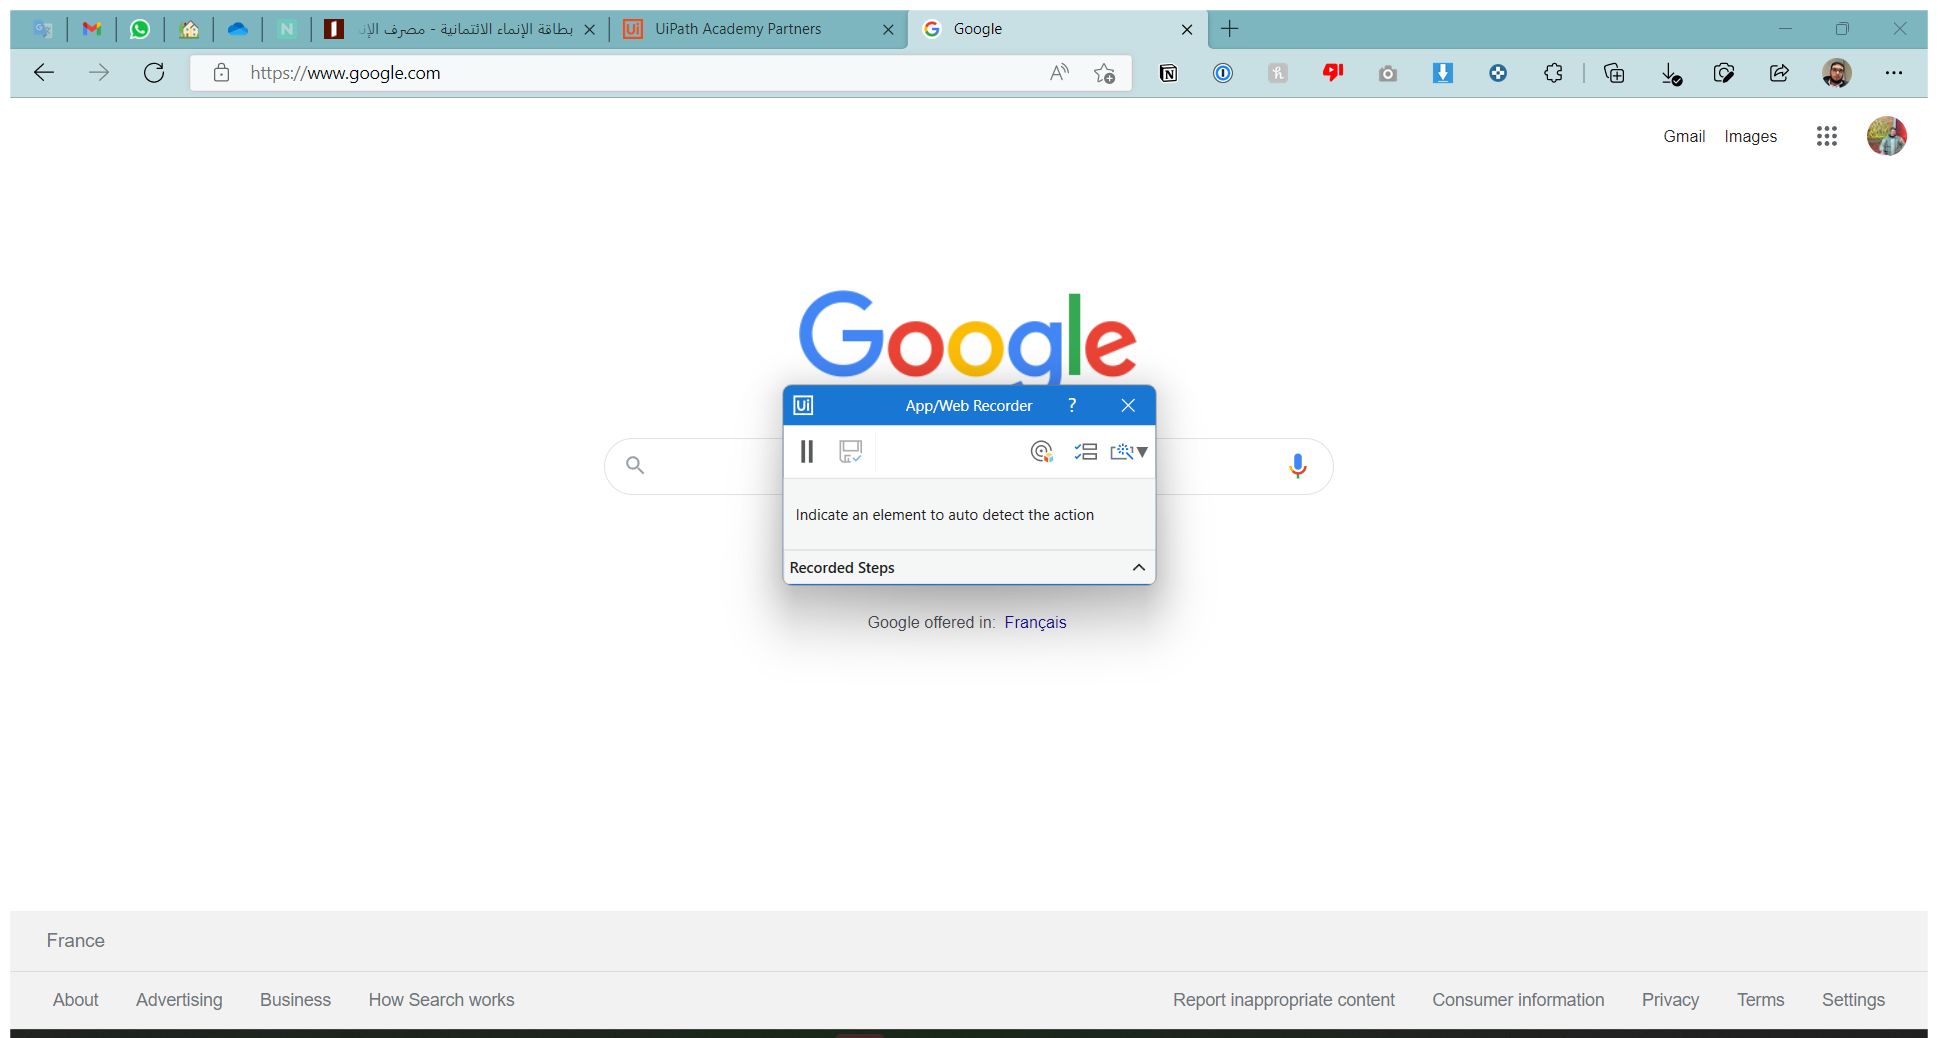 بطاقة الإنماء الائتمانية - مصرف الإن
UiPath Academy Partners
Google
https://www.google.com
Gmail Images
Google
Ui App/Web Recorder ?
Indicate an element to auto detect the action
Recorded Steps
Google offered in: Français
France
About Advertising Business How Search works Report inappropriate content Consumer information Privacy Terms Settings